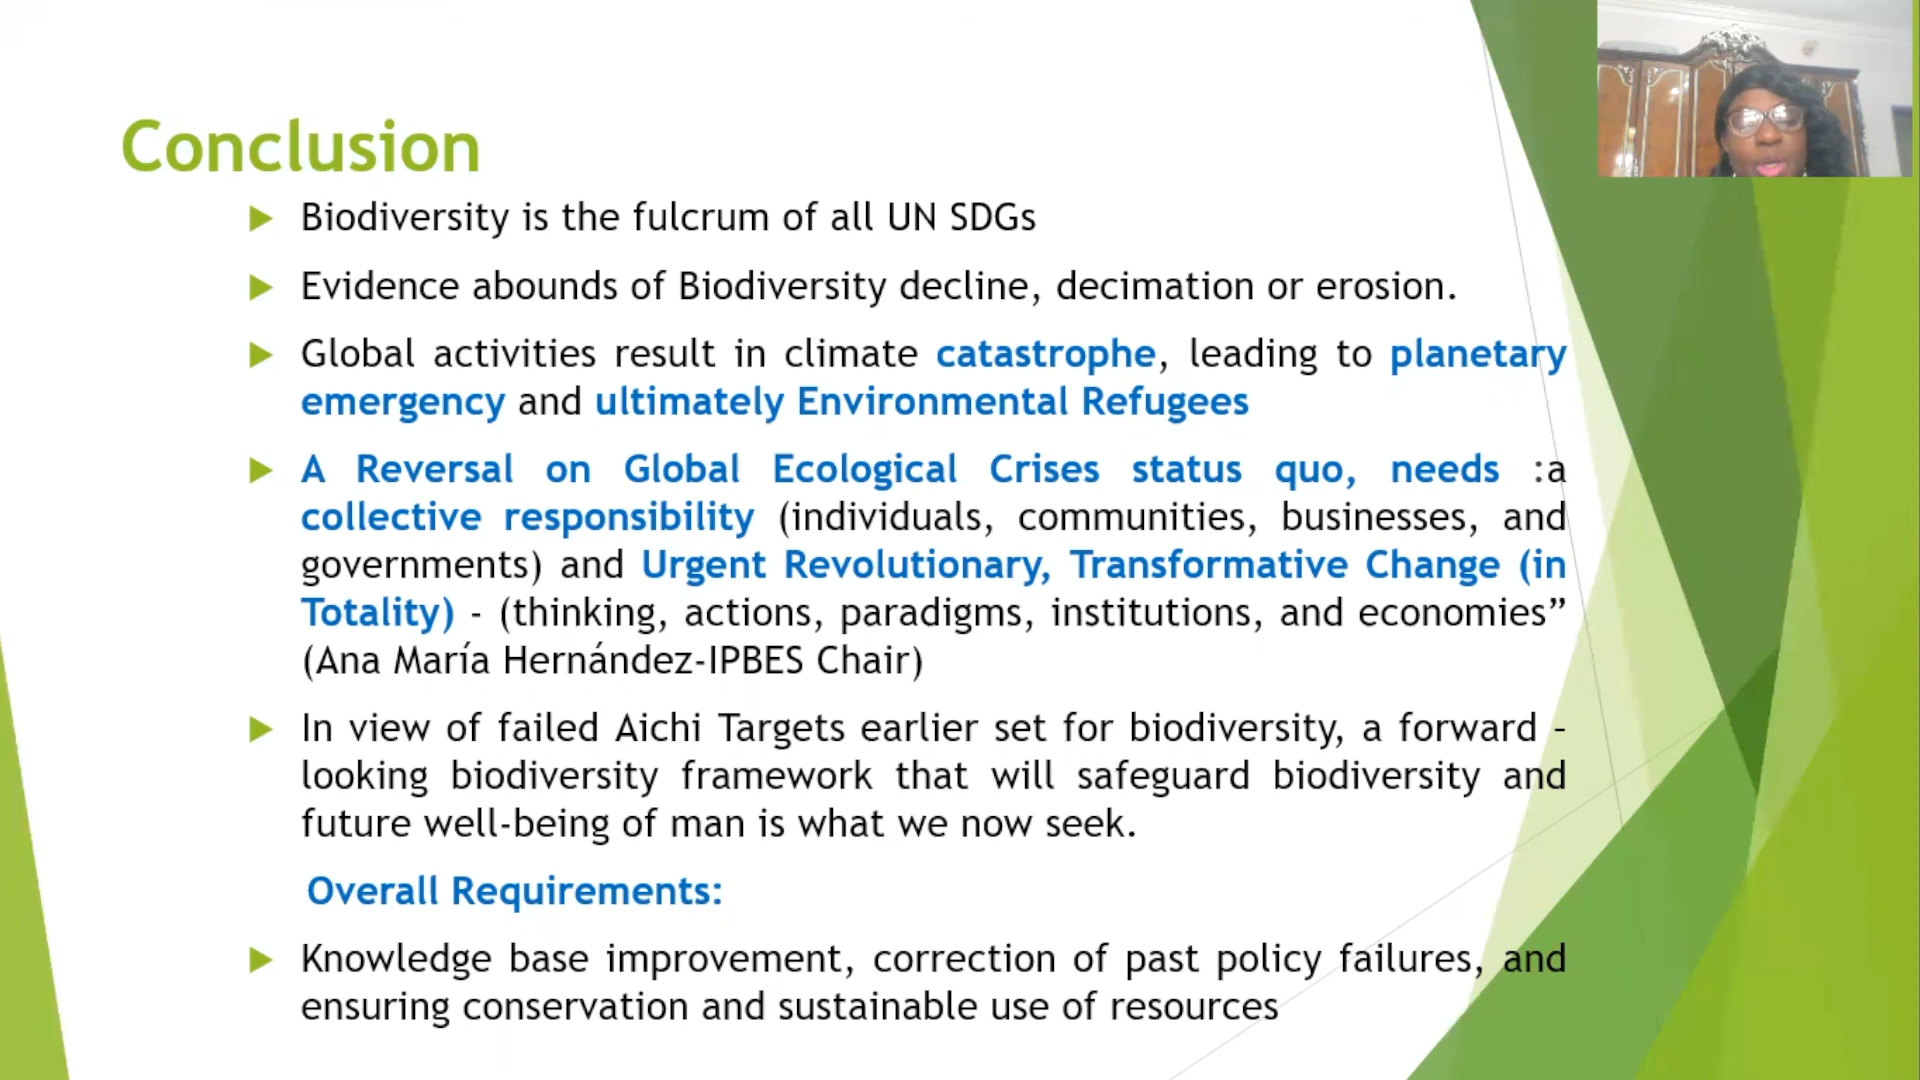 Conclusion
Biodiversity is the fulcrum of all UN SDGs
Evidence abounds of Biodiversity decline, decimation or erosion.
Global activities result in climate catastrophe, leading to planetary
emergency and ultimately Environmental Refugees
A Reversal on Global Ecological Crises status quo, needs :a
collective responsibility (individuals, communities, businesses, and
governments) and Urgent Revolutionary, Transformative Change (in
Totality) - (thinking, actions, paradigms, institutions, and economies”
(Ana María Hernández-IPBES Chair)
In view of failed Aichi Targets earlier set for biodiversity, a forward -
looking biodiversity framework that will safeguard biodiversity and
future well-being of man is what we now seek.
Overall Requirements:
Knowledge base improvement, correction of past policy failures, and
ensuring conservation and sustainable use of resources